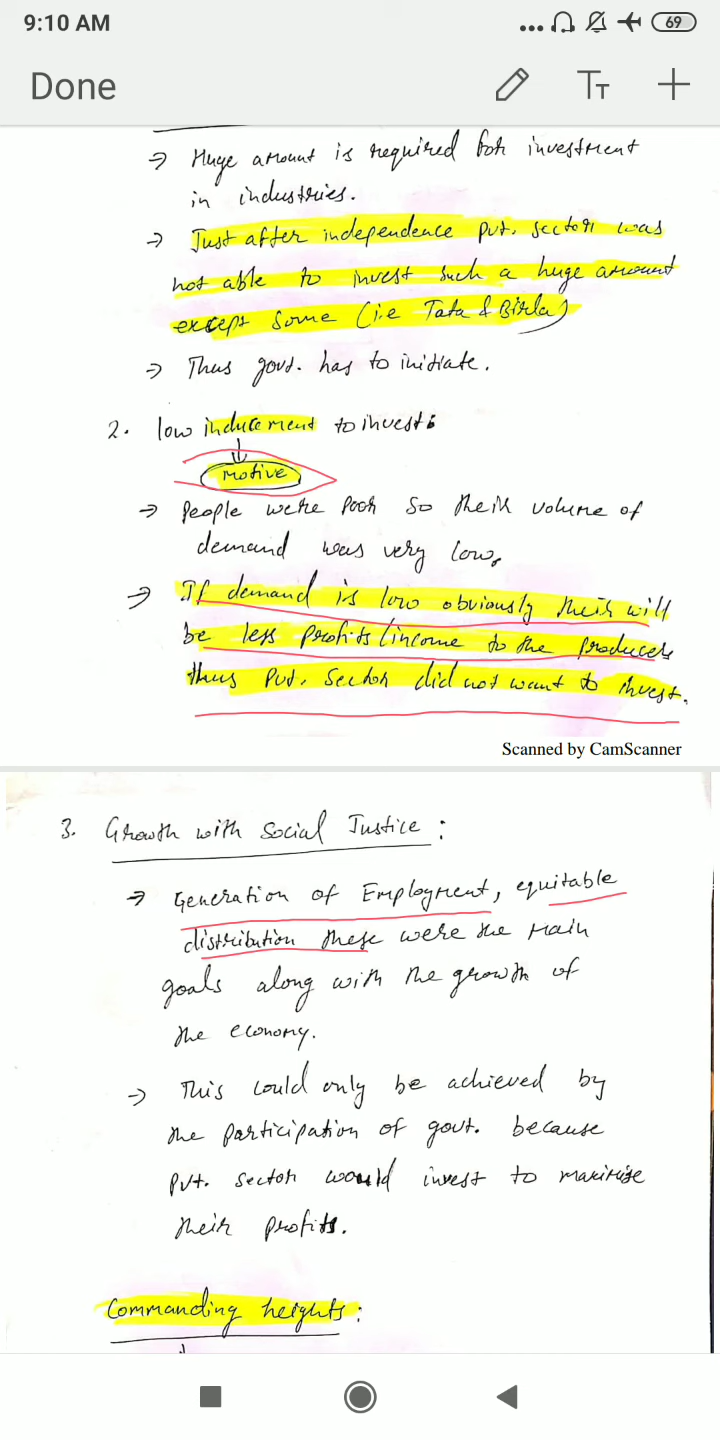 9:10 AM
69
Done
→ Huge amount is required for investment
in industries.
→ Just after independence pvt. sector was
not able to invest such a huge amount
except some (i.e Tata & Birla)
→ Thus govt. has to initiate.
2. low inducement to invest:
↓
motive
→ People were poor so their volume of
demand was very low.
→ If demand is low obviously their will
be less profits/income to the producers
thus pvt. sector did not want to invest.
Scanned by CamScanner
3. Growth with Social Justice :
→ Generation of Employment, equitable
distribution these were the main
goals along with the growth of
the economy.
→ This could only be achieved by
the participation of govt. because
pvt. sector would invest to maximise
their profits.
Commanding heights :